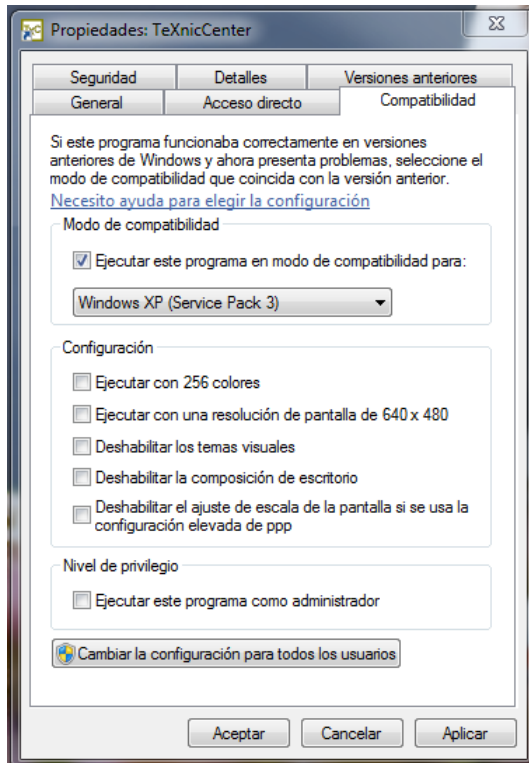 Propiedades: TeXnicCenter
Seguridad
Detalles
Versiones anteriores
General
Acceso directo
Compatibilidad
Si este programa funcionaba correctamente en versiones
anteriores de Windows y ahora presenta problemas, seleccione el
modo de compatibilidad que coincida con la versión anterior.
Necesito ayuda para elegir la configuración
Modo de compatibilidad
Ejecutar este programa en modo de compatibilidad para:
Windows XP (Service Pack 3)
Configuración
Ejecutar con 256 colores
Ejecutar con una resolución de pantalla de 640 x 480
Deshabilitar los temas visuales
Deshabilitar la composición de escritorio
Deshabilitar el ajuste de escala de la pantalla si se usa la
configuración elevada de ppp
Nivel de privilegio
Ejecutar este programa como administrador
Cambiar la configuración para todos los usuarios
Aceptar
Cancelar
Aplicar